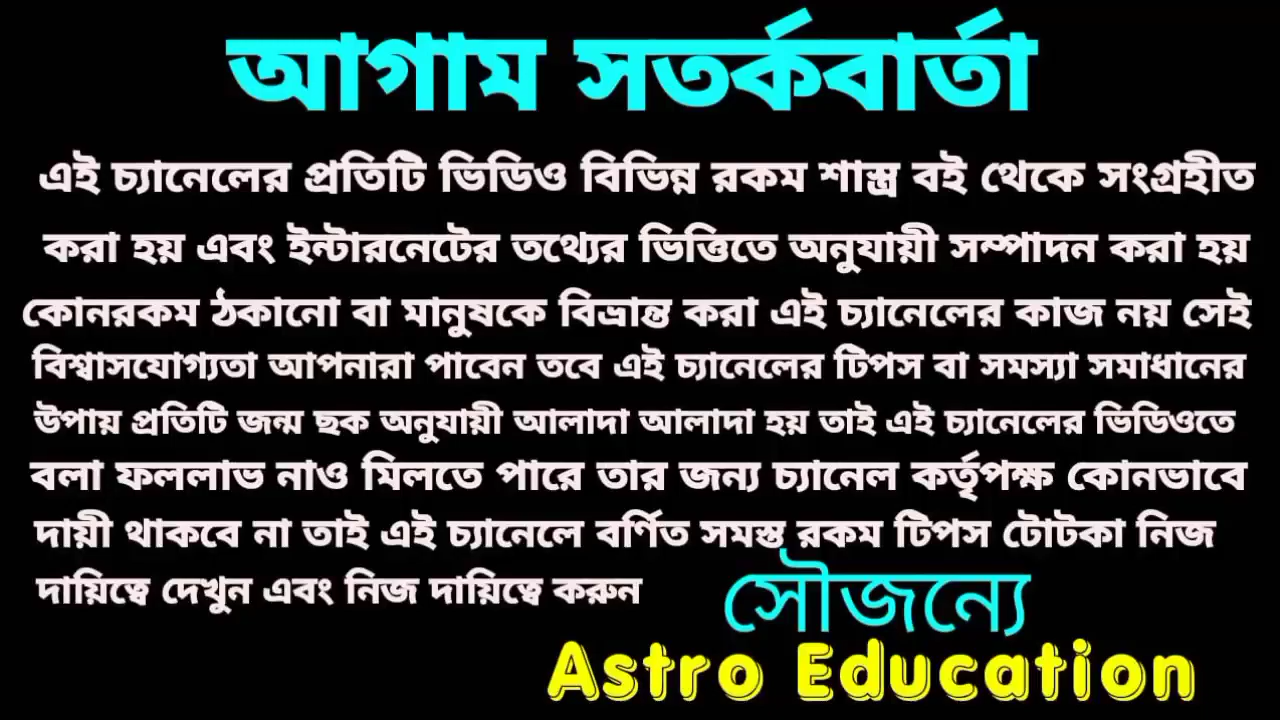 আগাম সতর্কবার্তা
এই চ্যানেলের প্রতিটি ভিডিও বিভিন্ন রকম শাস্ত্র বই থেকে সংগ্রহীত
করা হয় এবং ইন্টারনেটের তথ্যের ভিত্তিতে অনুযায়ী সম্পাদন করা হয়
কোনরকম ঠকানো বা মানুষকে বিভ্রান্ত করা এই চ্যানেলের কাজ নয় সেই
বিশ্বাসযোগ্যতা আপনারা পাবেন তবে এই চ্যানেলের টিপস বা সমস্যা সমাধানের
উপায় প্রতিটি জন্ম ছক অনুযায়ী আলাদা আলাদা হয় তাই এই চ্যানেলের ভিডিওতে
বলা ফললাভ নাও মিলতে পারে তার জন্য চ্যানেল কর্তৃপক্ষ কোনভাবে
দায়ী থাকবে না তাই এই চ্যানেলে বর্ণিত সমস্ত রকম টিপস টোটকা নিজ
দায়িত্বে দেখুন এবং নিজ দায়িত্বে করুন
সৌজন্যে
Astro Education